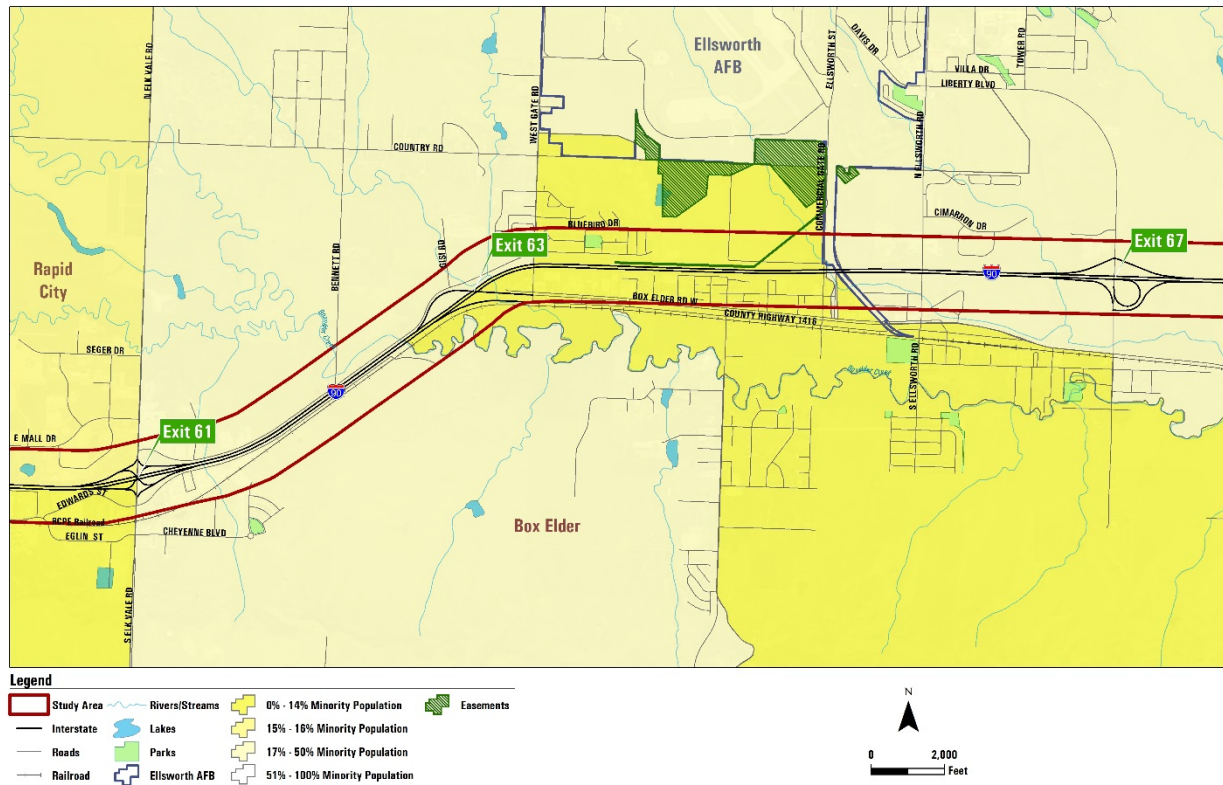 Ellsworth
AFB
N ELK VALE RD
WEST GATE RD
ELLSWORTH ST
DAVIS DR
TOWER RD
VILLA DR
LIBERTY BLVD
COUNTRY RD
COMMERCIAL GATE RD
N ELLSWORTH RD
CIMARRON DR
BLUEBIRD DR
Exit 63
Exit 67
GISI RD
BENNETT RD
90
Rapid
City
BOX ELDER RD W
COUNTY HIGHWAY 1416
SEGER DR
90
S ELLSWORTH RD
Exit 61
E MALL DR
EDWARDS ST
RCPE Railroad
EGLIN ST
CHEYENNE BLVD
Box Elder
S ELK VALE RD
Legend
Study Area
Rivers/Streams
0% - 14% Minority Population
Easements
Interstate
Lakes
15% - 16% Minority Population
Roads
Parks
17% - 50% Minority Population
Railroad
Ellsworth AFB
51% - 100% Minority Population
N
0 2,000
Feet